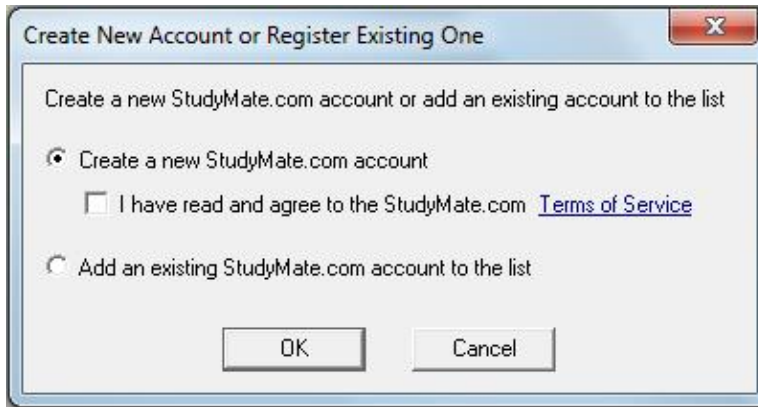 Create New Account or Register Existing One
Create a new StudyMate.com account or add an existing account to the list
Create a new StudyMate.com account
I have read and agree to the StudyMate.com Terms of Service
Add an existing StudyMate.com account to the list
OK Cancel